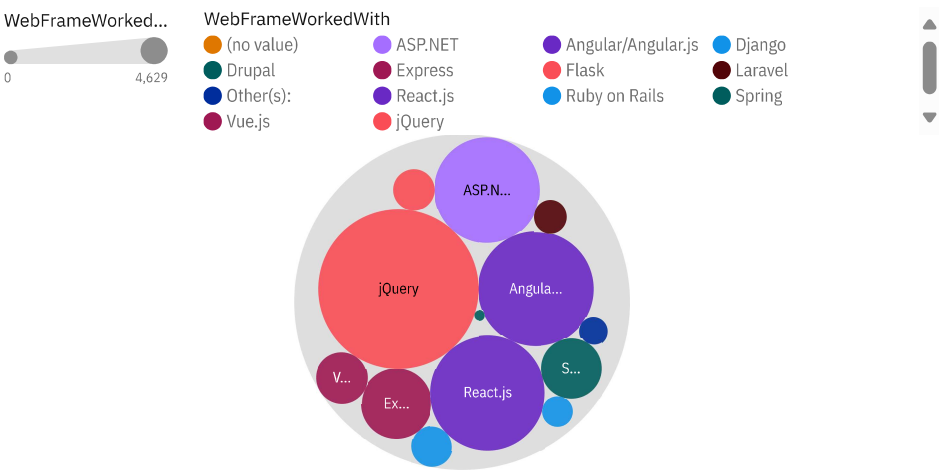 WebFrameWorked...
0
4,629
WebFrameWorkedWith
(no value)
ASP.NET
Angular/Angular.js
Django
Drupal
Express
Flask
Laravel
Other(s):
React.js
Ruby on Rails
Spring
Vue.js
jQuery
ASP.N...
jQuery
Angula...
S...
V...
Ex...
React.js